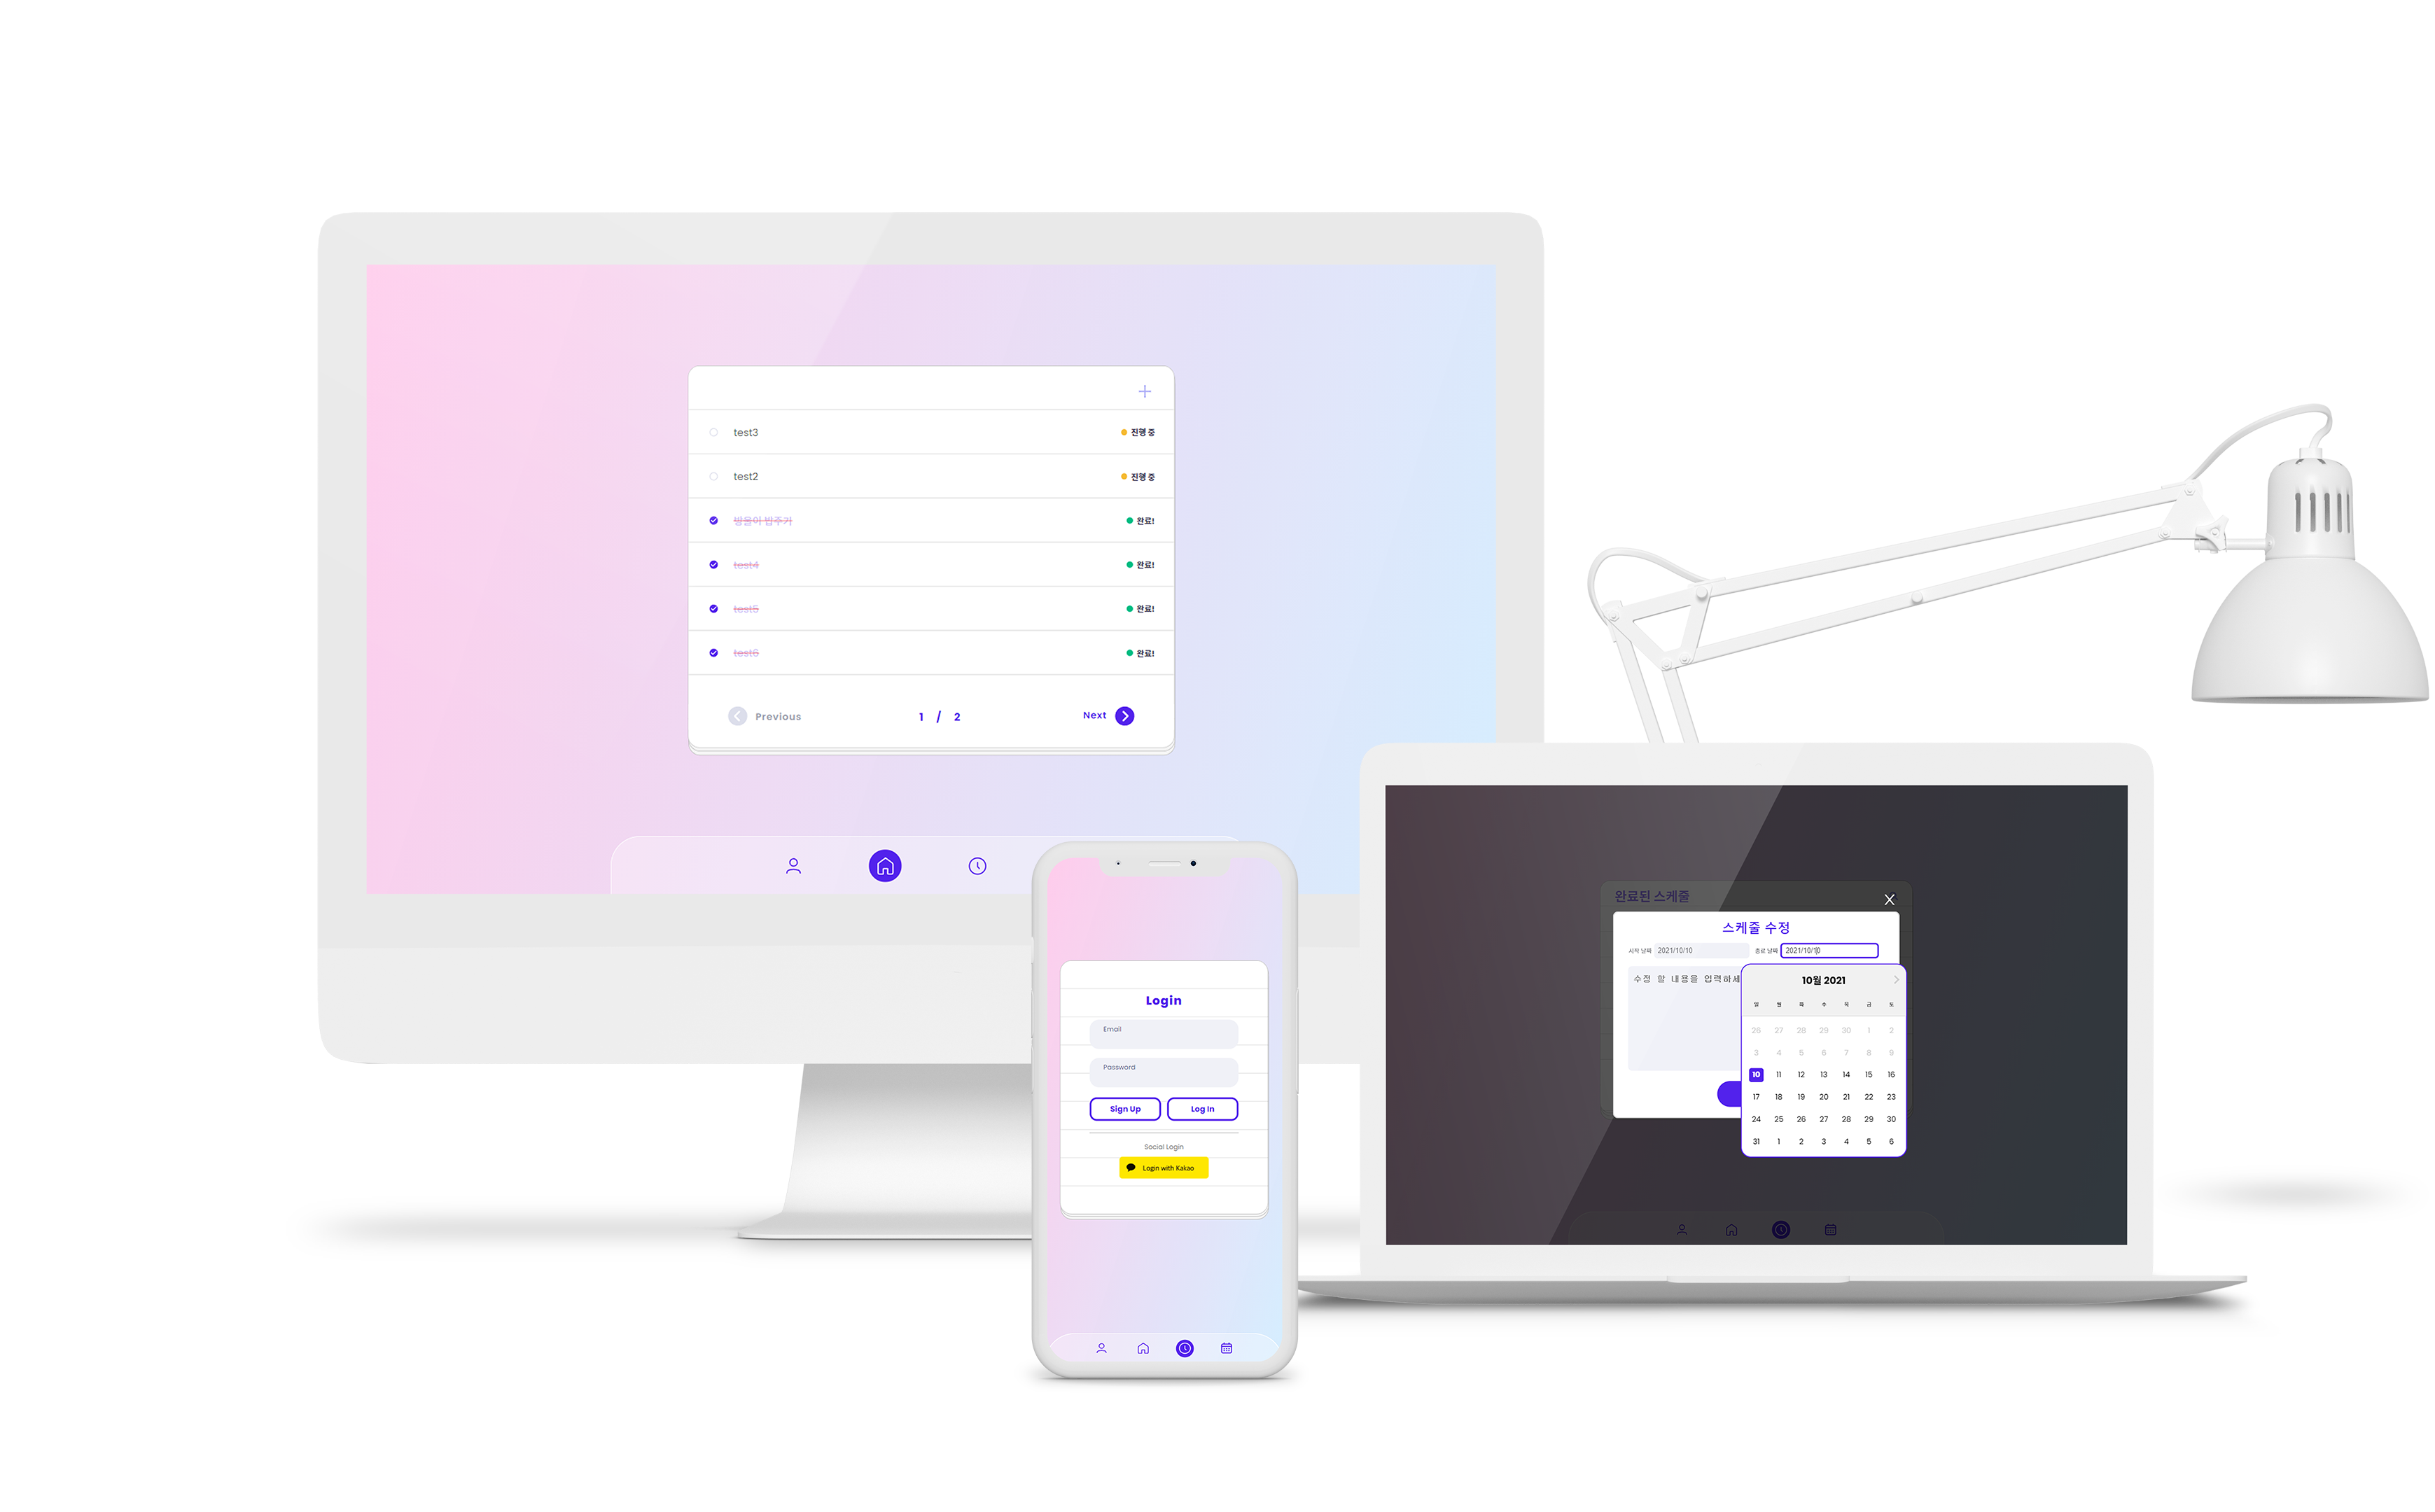 test3 진행 중
test2 진행 중
방울이 밥주기 완료!
test4 완료!
test5 완료!
test6 완료!
Previous 1 / 2 Next
Login
Email
Password
Sign Up Log In
Social Login
Login with Kakao
완료된 스케줄
X
스케줄 수정
시작 날짜 2021/10/10 종료 날짜 2021/10/10
수정 할 내용을 입력하세
10월 2021
일 월 화 수 목 금 토
26 27 28 29 30 1 2
3 4 5 6 7 8 9
10 11 12 13 14 15 16
17 18 19 20 21 22 23
24 25 26 27 28 29 30
31 1 2 3 4 5 6